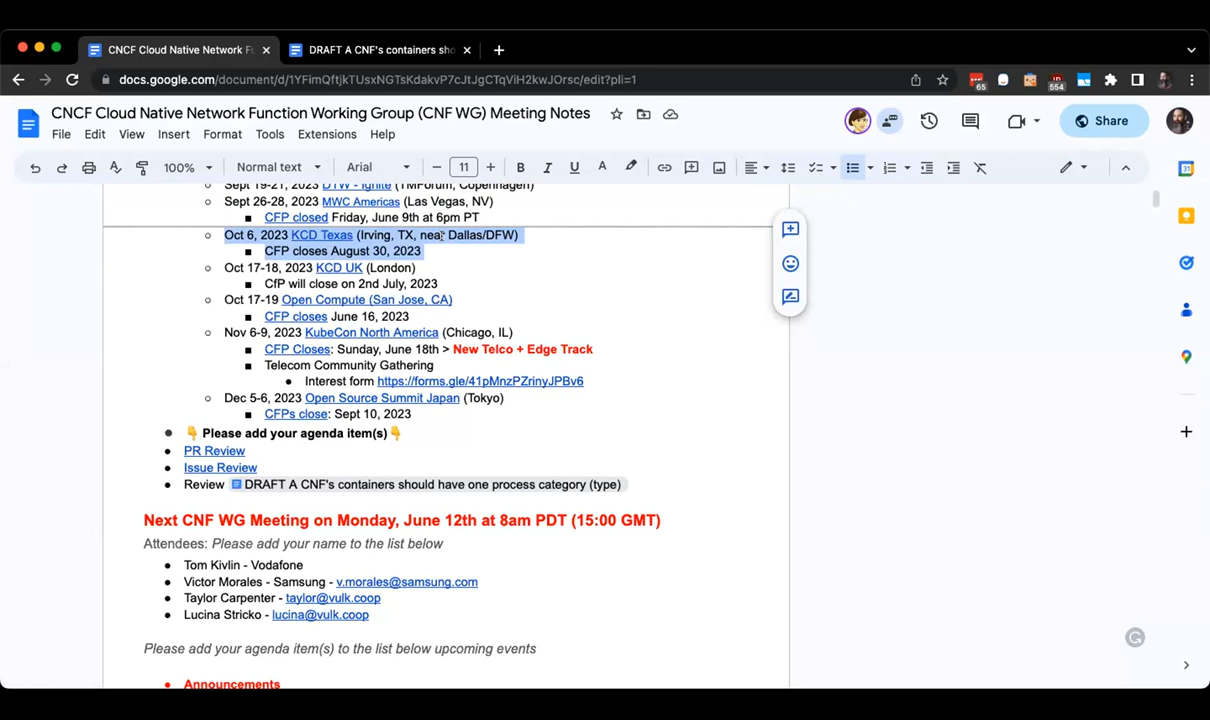 CNCF Cloud Native Network F
DRAFT A CNF's containers sho
docs.google.com/document/d/1YFimQftjkTUsxNGTsKdakvP7cJtJgCTqViH2kwJOrsc/edit?pli=1
65
554
CNCF Cloud Native Network Function Working Group (CNF WG) Meeting Notes
Share
File Edit View Insert Format Tools Extensions Help
100% Normal text Arial 11
Sept 19-21, 2023 DTW - Ignite (TMForum, Copenhagen)
Sept 26-28, 2023 MWC Americas (Las Vegas, NV)
CFP closed Friday, June 9th at 6pm PT
Oct 6, 2023 KCD Texas (Irving, TX, near Dallas/DFW)
CFP closes August 30, 2023
Oct 17-18, 2023 KCD UK (London)
CfP will close on 2nd July, 2023
Oct 17-19 Open Compute (San Jose, CA)
CFP closes June 16, 2023
Nov 6-9, 2023 KubeCon North America (Chicago, IL)
CFP Closes: Sunday, June 18th > New Telco + Edge Track
Telecom Community Gathering
Interest form https://forms.gle/41pMnzPZrinyJPBv6
Dec 5-6, 2023 Open Source Summit Japan (Tokyo)
CFPs close: Sept 10, 2023
👇 Please add your agenda item(s)👇
PR Review
Issue Review
Review DRAFT A CNF's containers should have one process category (type)
Next CNF WG Meeting on Monday, June 12th at 8am PDT (15:00 GMT)
Attendees: Please add your name to the list below
Tom Kivlin - Vodafone
Victor Morales - Samsung - v.morales@samsung.com
Taylor Carpenter - taylor@vulk.coop
Lucina Stricko - lucina@vulk.coop
Please add your agenda item(s) to the list below upcoming events
Announcements